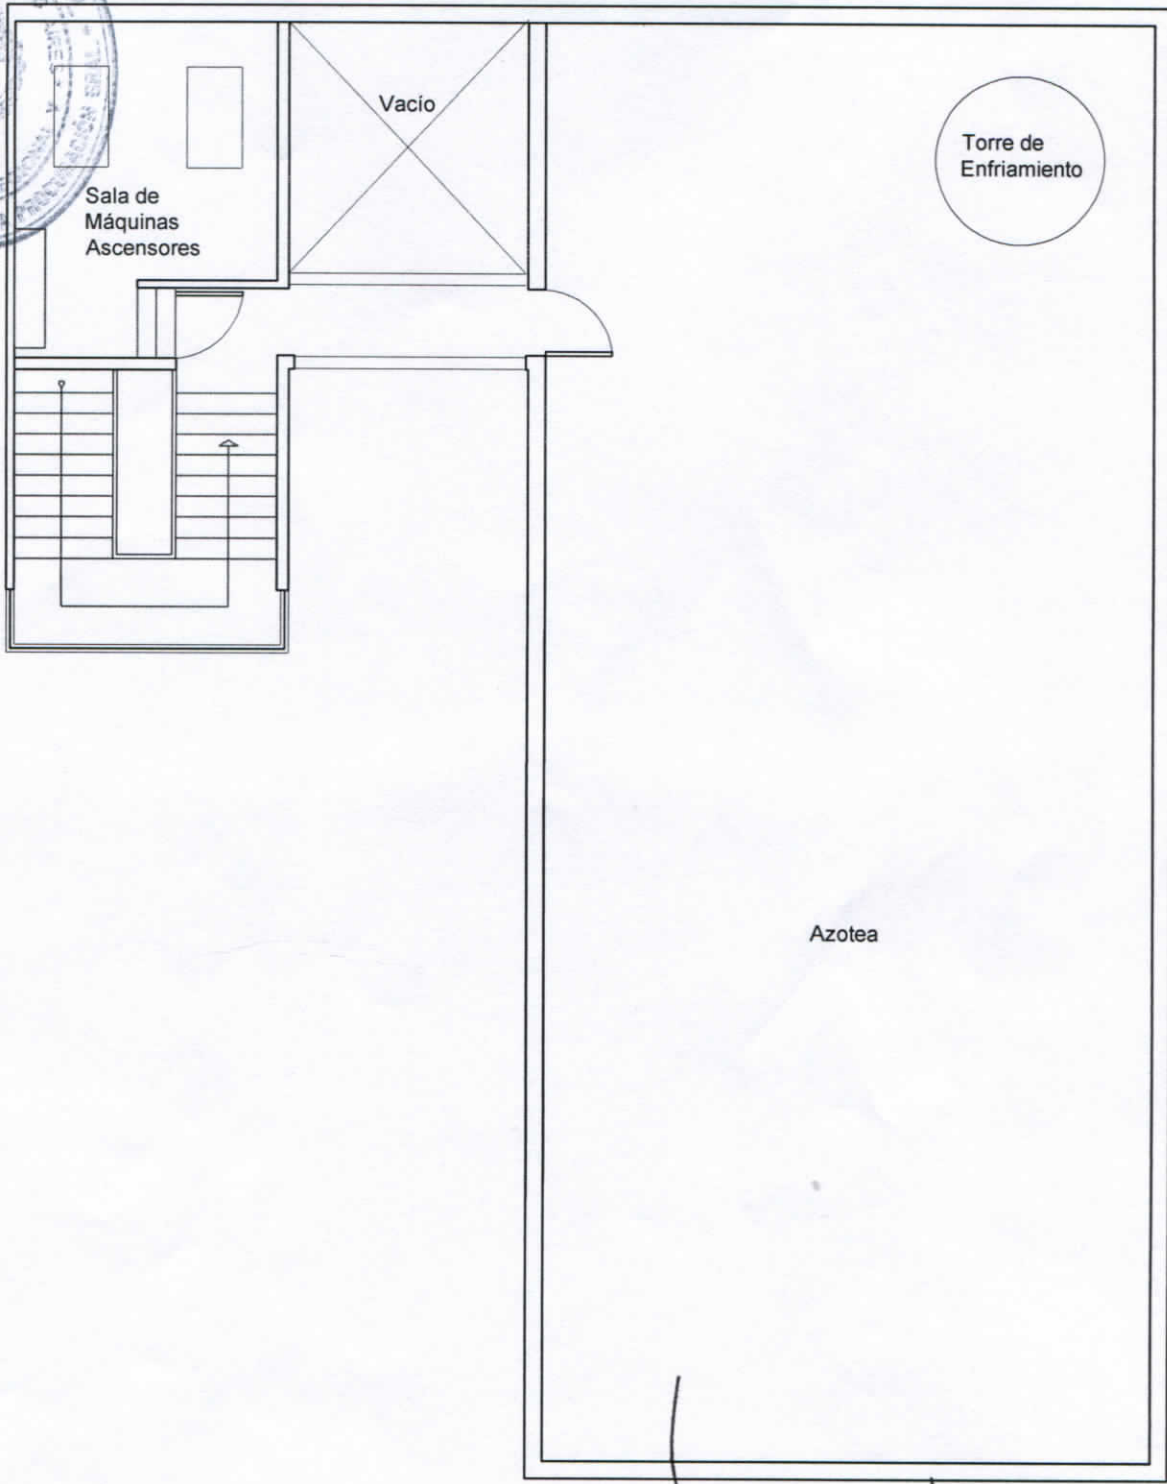 Vacío
Torre de
Enfriamiento
Sala de
Máquinas
Ascensores
Azotea